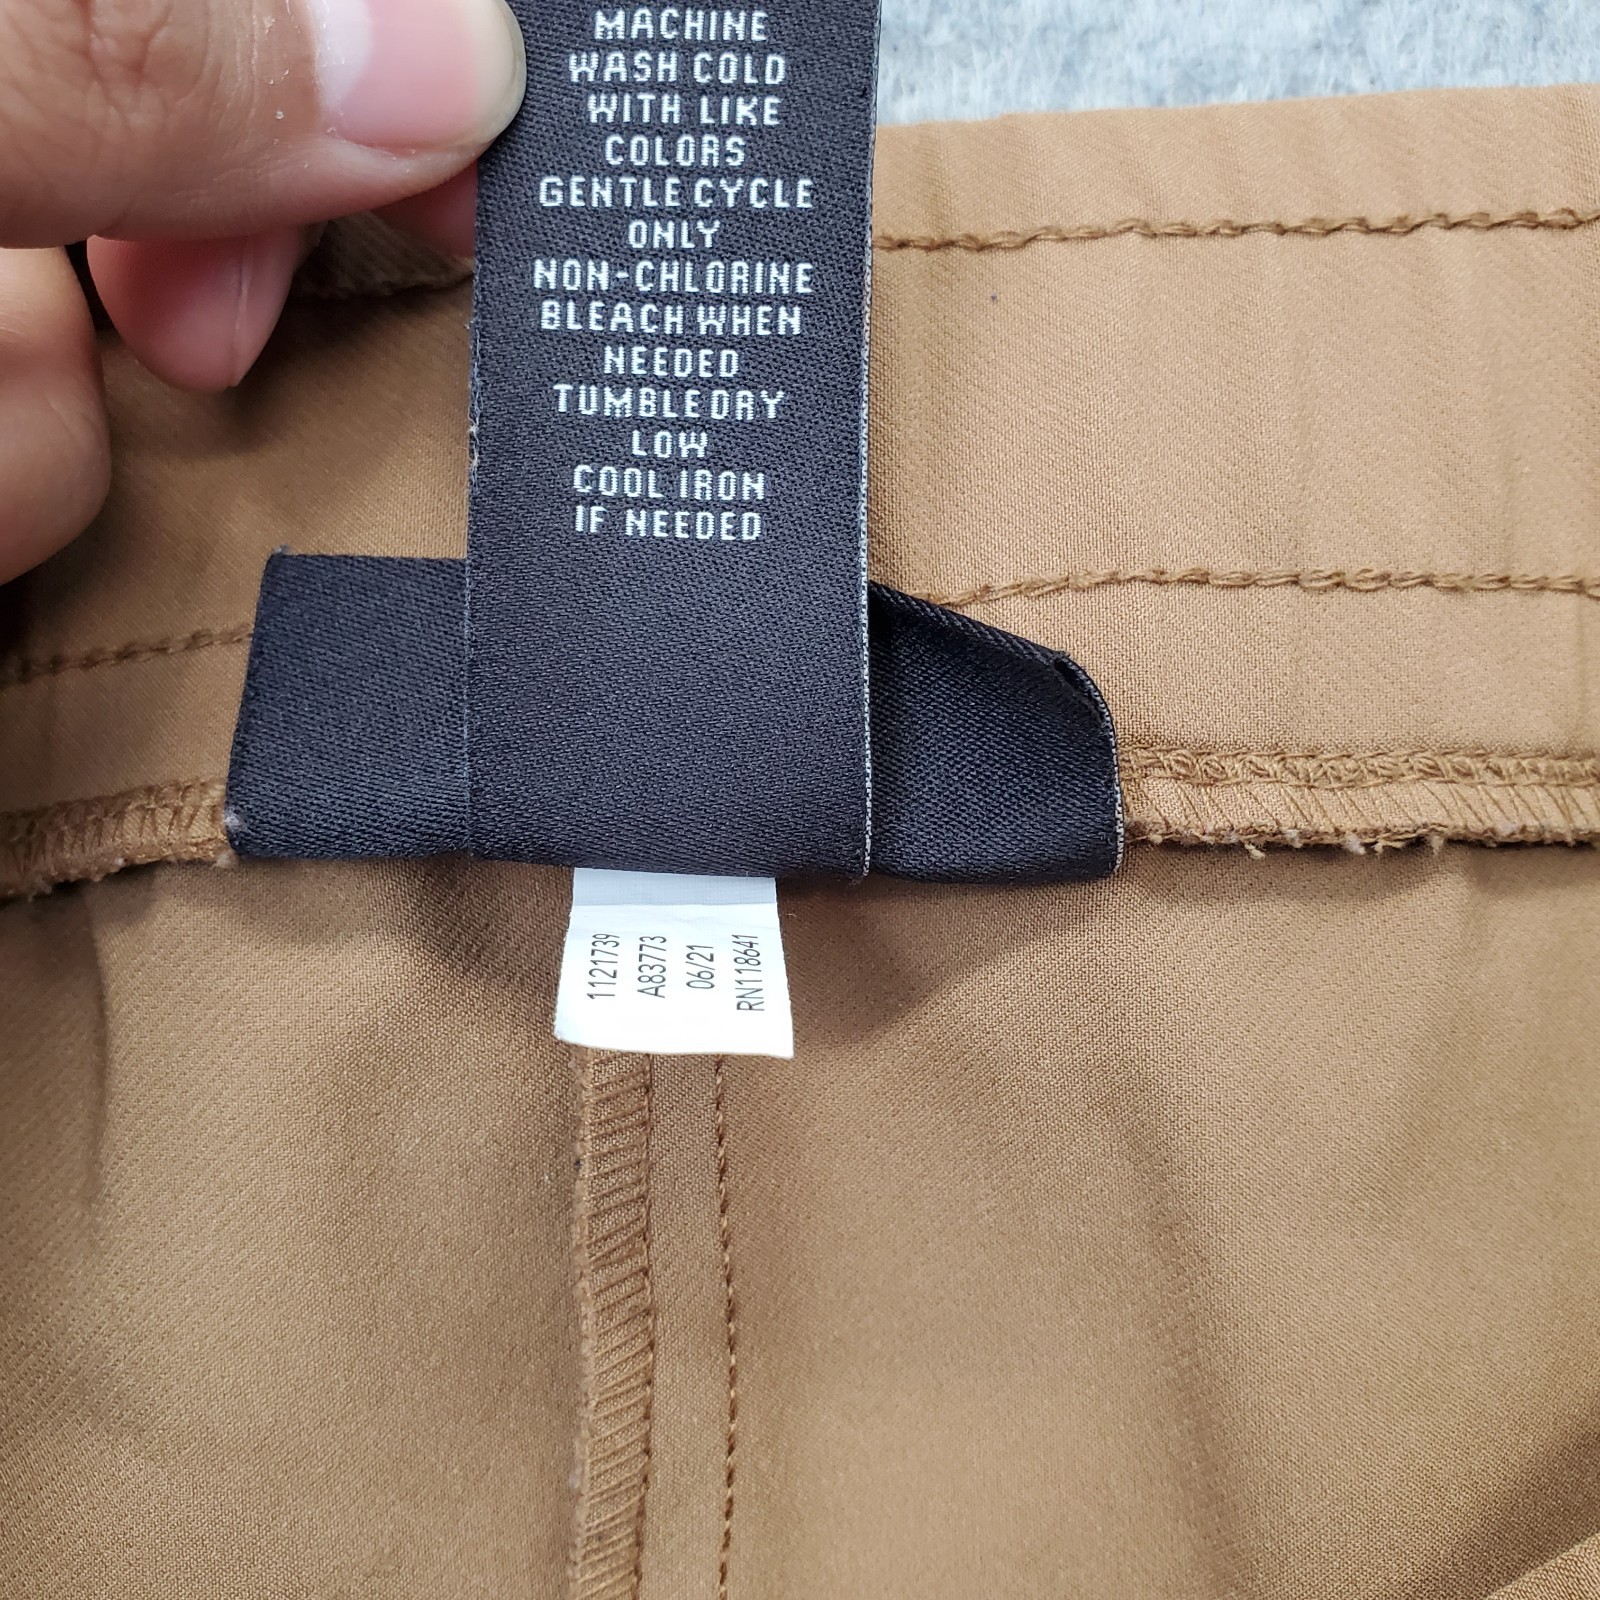 MACHINE
WASH COLD
WITH LIKE
COLORS
GENTLE CYCLE
ONLY
NON-CHLORINE
BLEACH WHEN
NEEDED
TUMBLE DRY
LOW
COOL IRON
IF NEEDED
1121739
A83773
06/21
RN118641